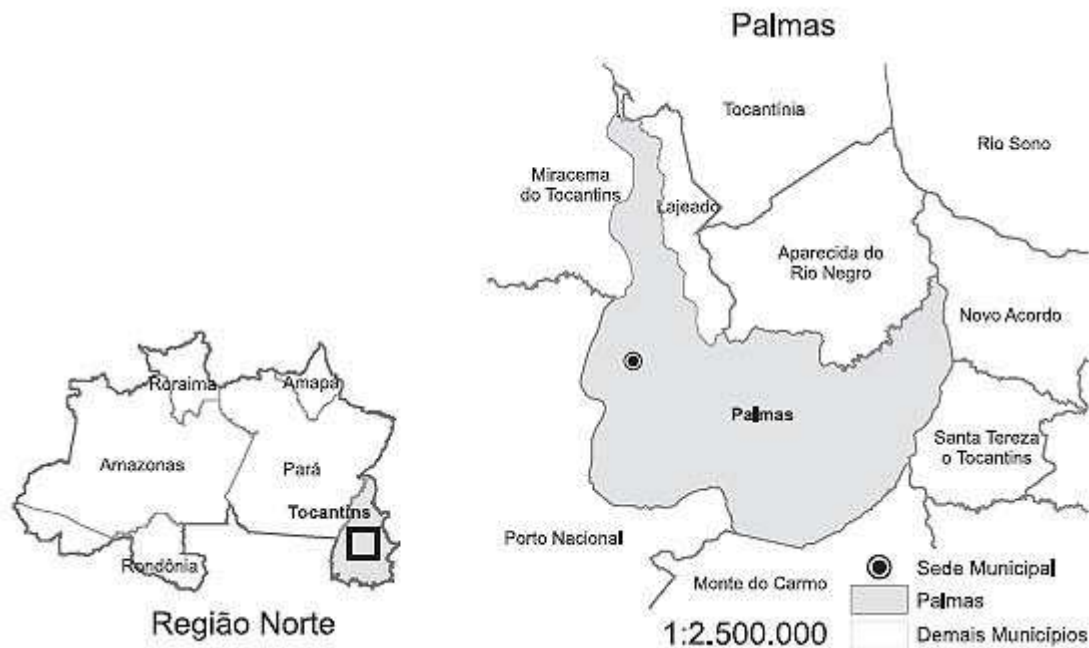 Palmas
Tocantínia
Rio Sono
Miracema
do Tocantins
Lajeado
Aparecida do
Rio Negro
Novo Acordo
Palmas
Santa Tereza
o Tocantins
Porto Nacional
Monte do Carmo
Sede Municipal
Palmas
Demais Municípios
1:2.500.000
Roraima
Amapá
Amazonas
Pará
Tocantins
Rondônia
Região Norte